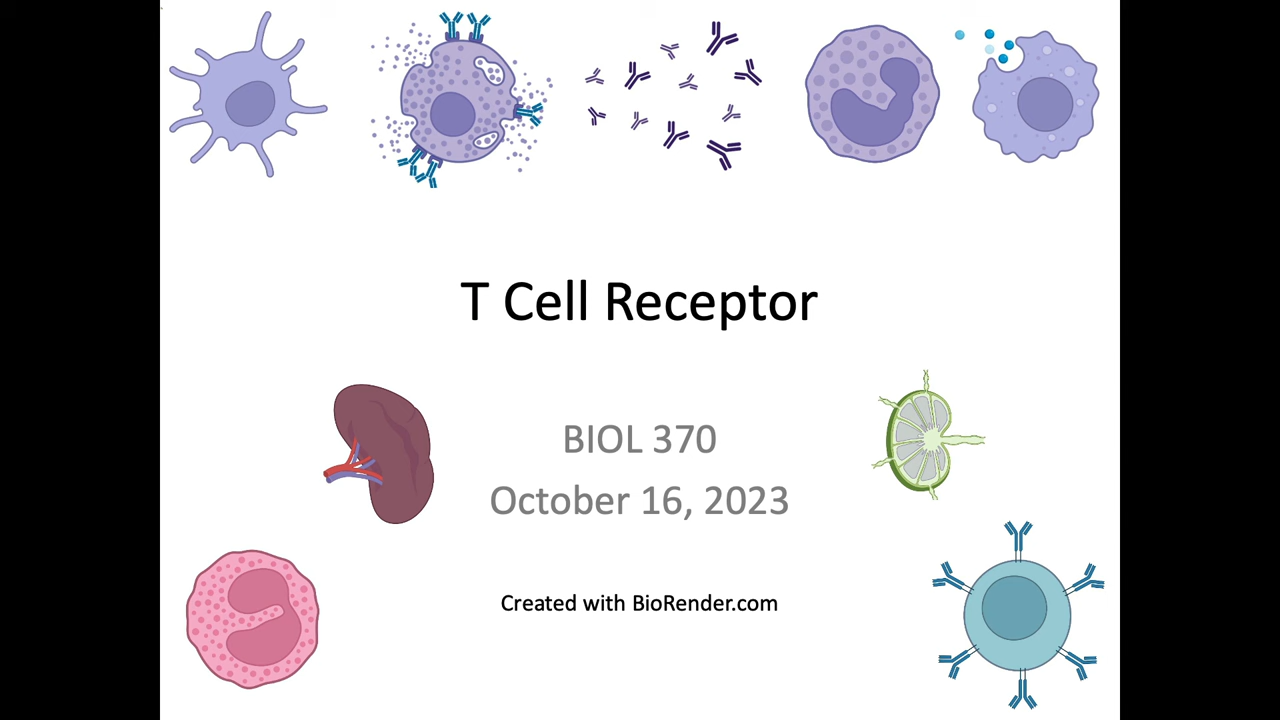 T Cell Receptor
BIOL 370
October 16, 2023
Created with BioRender.com